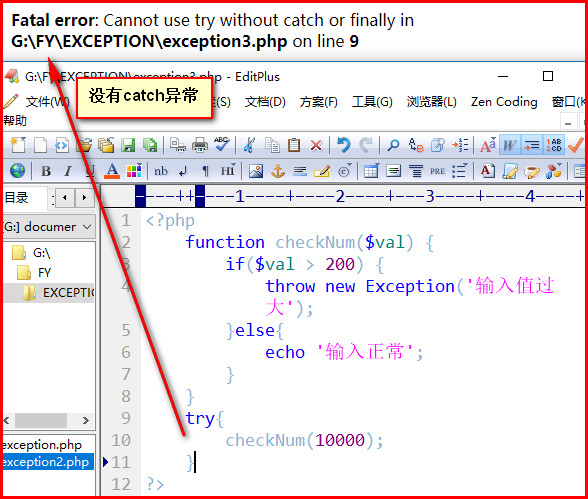 Fatal error: Cannot use try without catch or finally in
G:\FY\EXCEPTION\exception3.php on line 9
G:\FY\EXCEPTION\exception3.php - EditPlus
没有catch异常
文件(W) (S) 文档(D) 方案(F) 工具(G) 浏览器(L) Zen Coding 窗口(K
帮助
目录
[G:] documer
G:\
FY
EXCEPTIC
exception.php
exception2.php
----++----1----+----2----+----3----+----4----+
1 <?php
2 function checkNum($val) {
3 if($val > 200) {
4 throw new Exception('输入值过
大');
5 }else{
6 echo '输入正常';
7 }
8 }
9 try{
10 checkNum(10000);
11 }
12 ?>